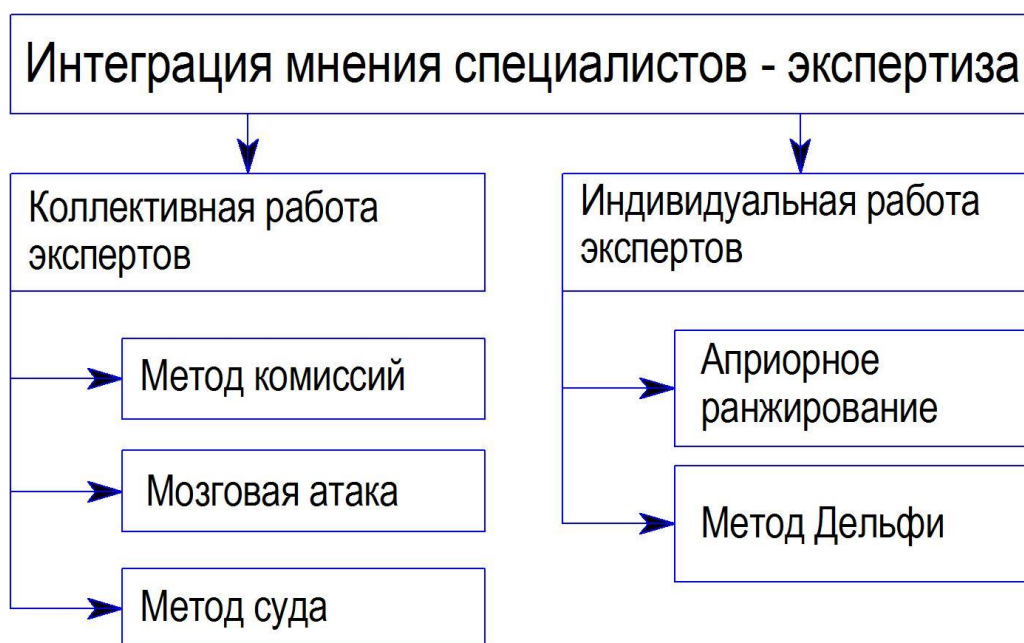 Интеграция мнения специалистов - экспертиза
Коллективная работа
экспертов
Метод комиссий
Мозговая атака
Метод суда
Индивидуальная работа
экспертов
Априорное
ранжирование
Метод Дельфи